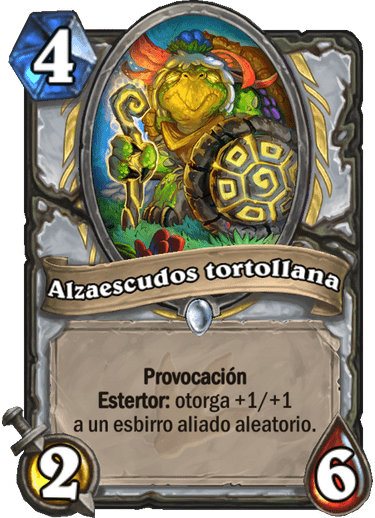 4
Alzaescudos tortollana
Provocación
Estertor: otorga +1/+1
a un esbirro aliado aleatorio.
2
6